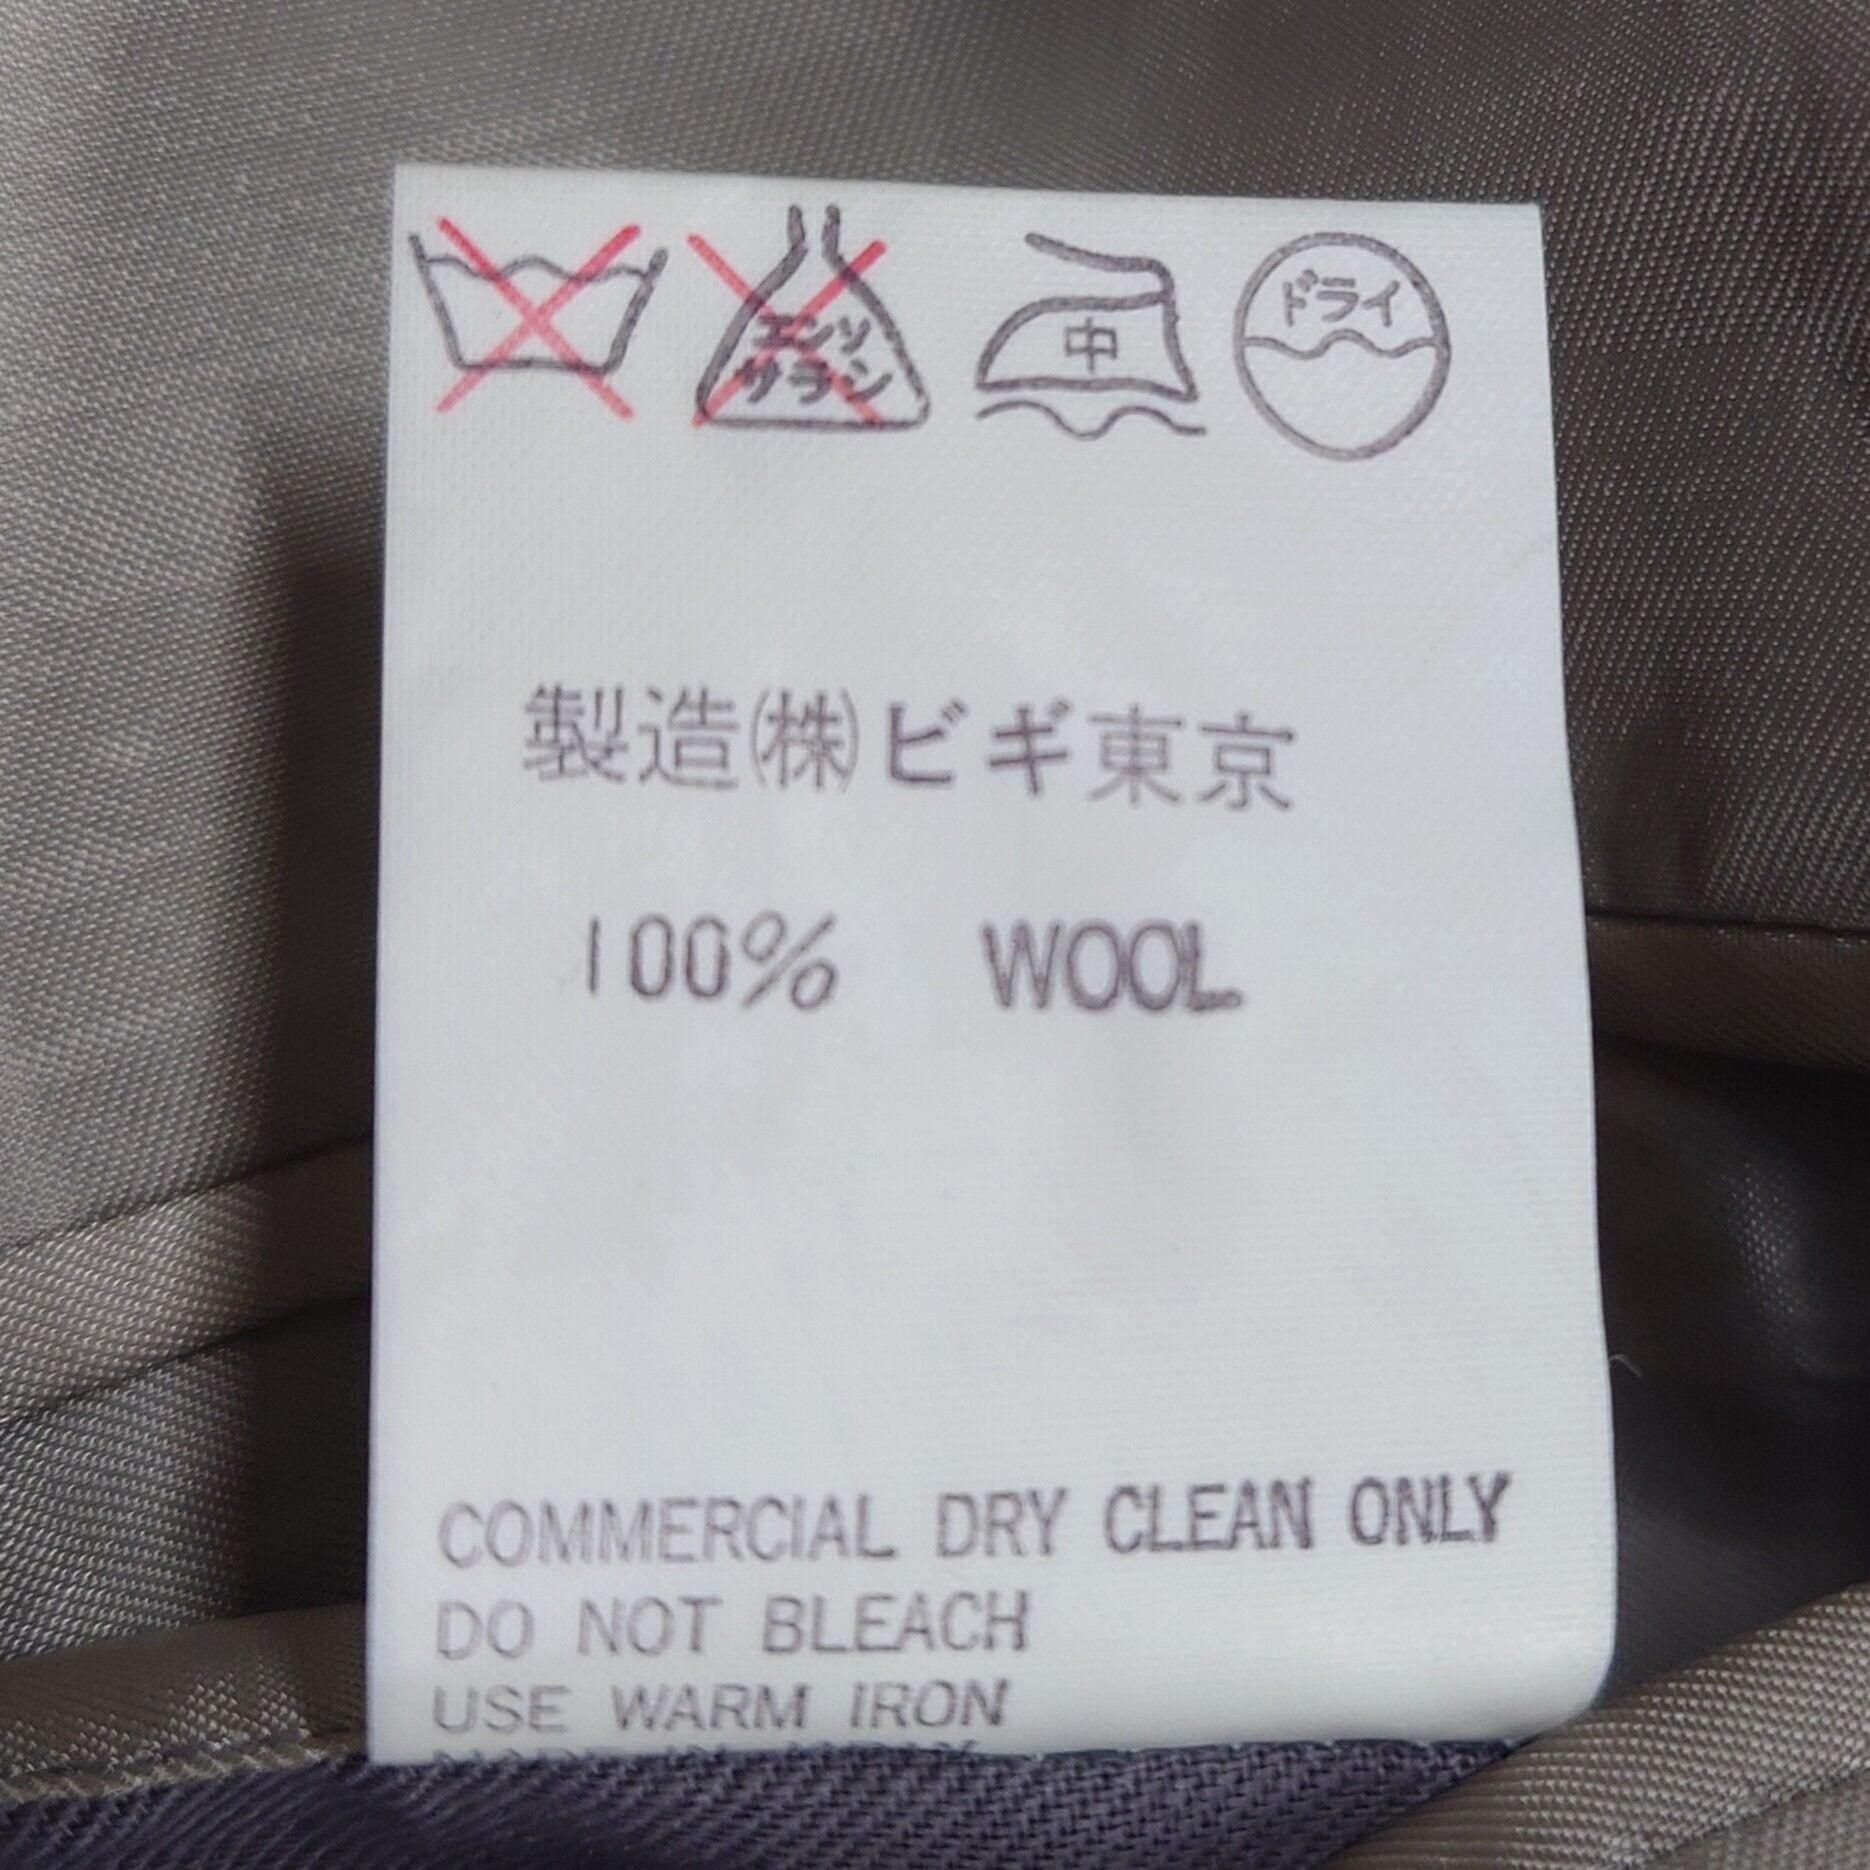 エンソ
サラシ
中
ドライ
製造㈱ビギ東京
100% WOOL
COMMERCIAL DRY CLEAN ONLY
DO NOT BLEACH
USE WARM IRON